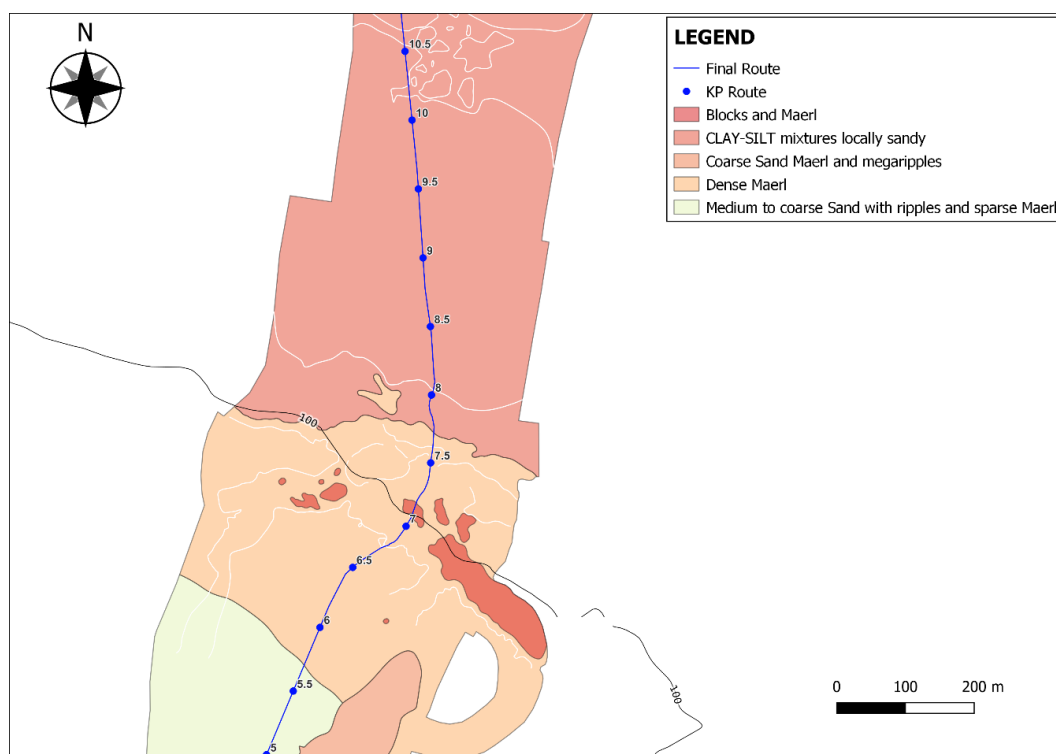 N
10.5
10
9.5
9
8.5
8
100
7.5
7
6.5
6
5.5
5
100
LEGEND
Final Route
KP Route
Blocks and Maerl
CLAY-SILT mixtures locally sandy
Coarse Sand Maerl and megaripples
Dense Maerl
Medium to coarse Sand with ripples and sparse Maerl
0 100 200 m